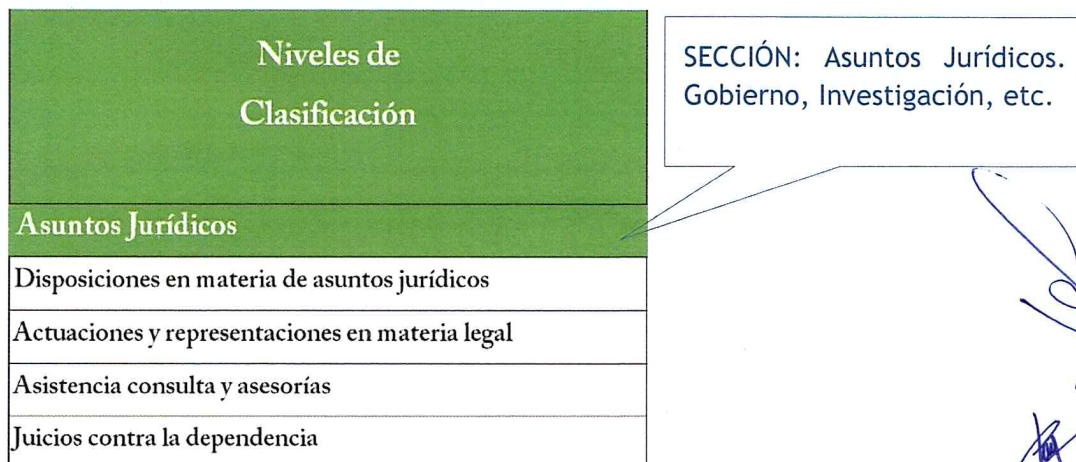 Niveles de
Clasificación
SECCIÓN: Asuntos Jurídicos.
Gobierno, Investigación, etc.
Asuntos Jurídicos
Disposiciones en materia de asuntos jurídicos
Actuaciones y representaciones en materia legal
Asistencia consulta y asesorías
Juicios contra la dependencia